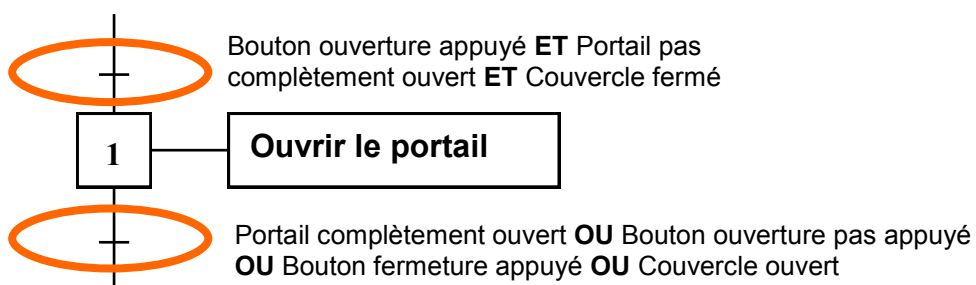 Bouton ouverture appuyé ET Portail pas
complètement ouvert ET Couvercle fermé
1
Ouvrir le portail
Portail complètement ouvert OU Bouton ouverture pas appuyé
OU Bouton fermeture appuyé OU Couvercle ouvert